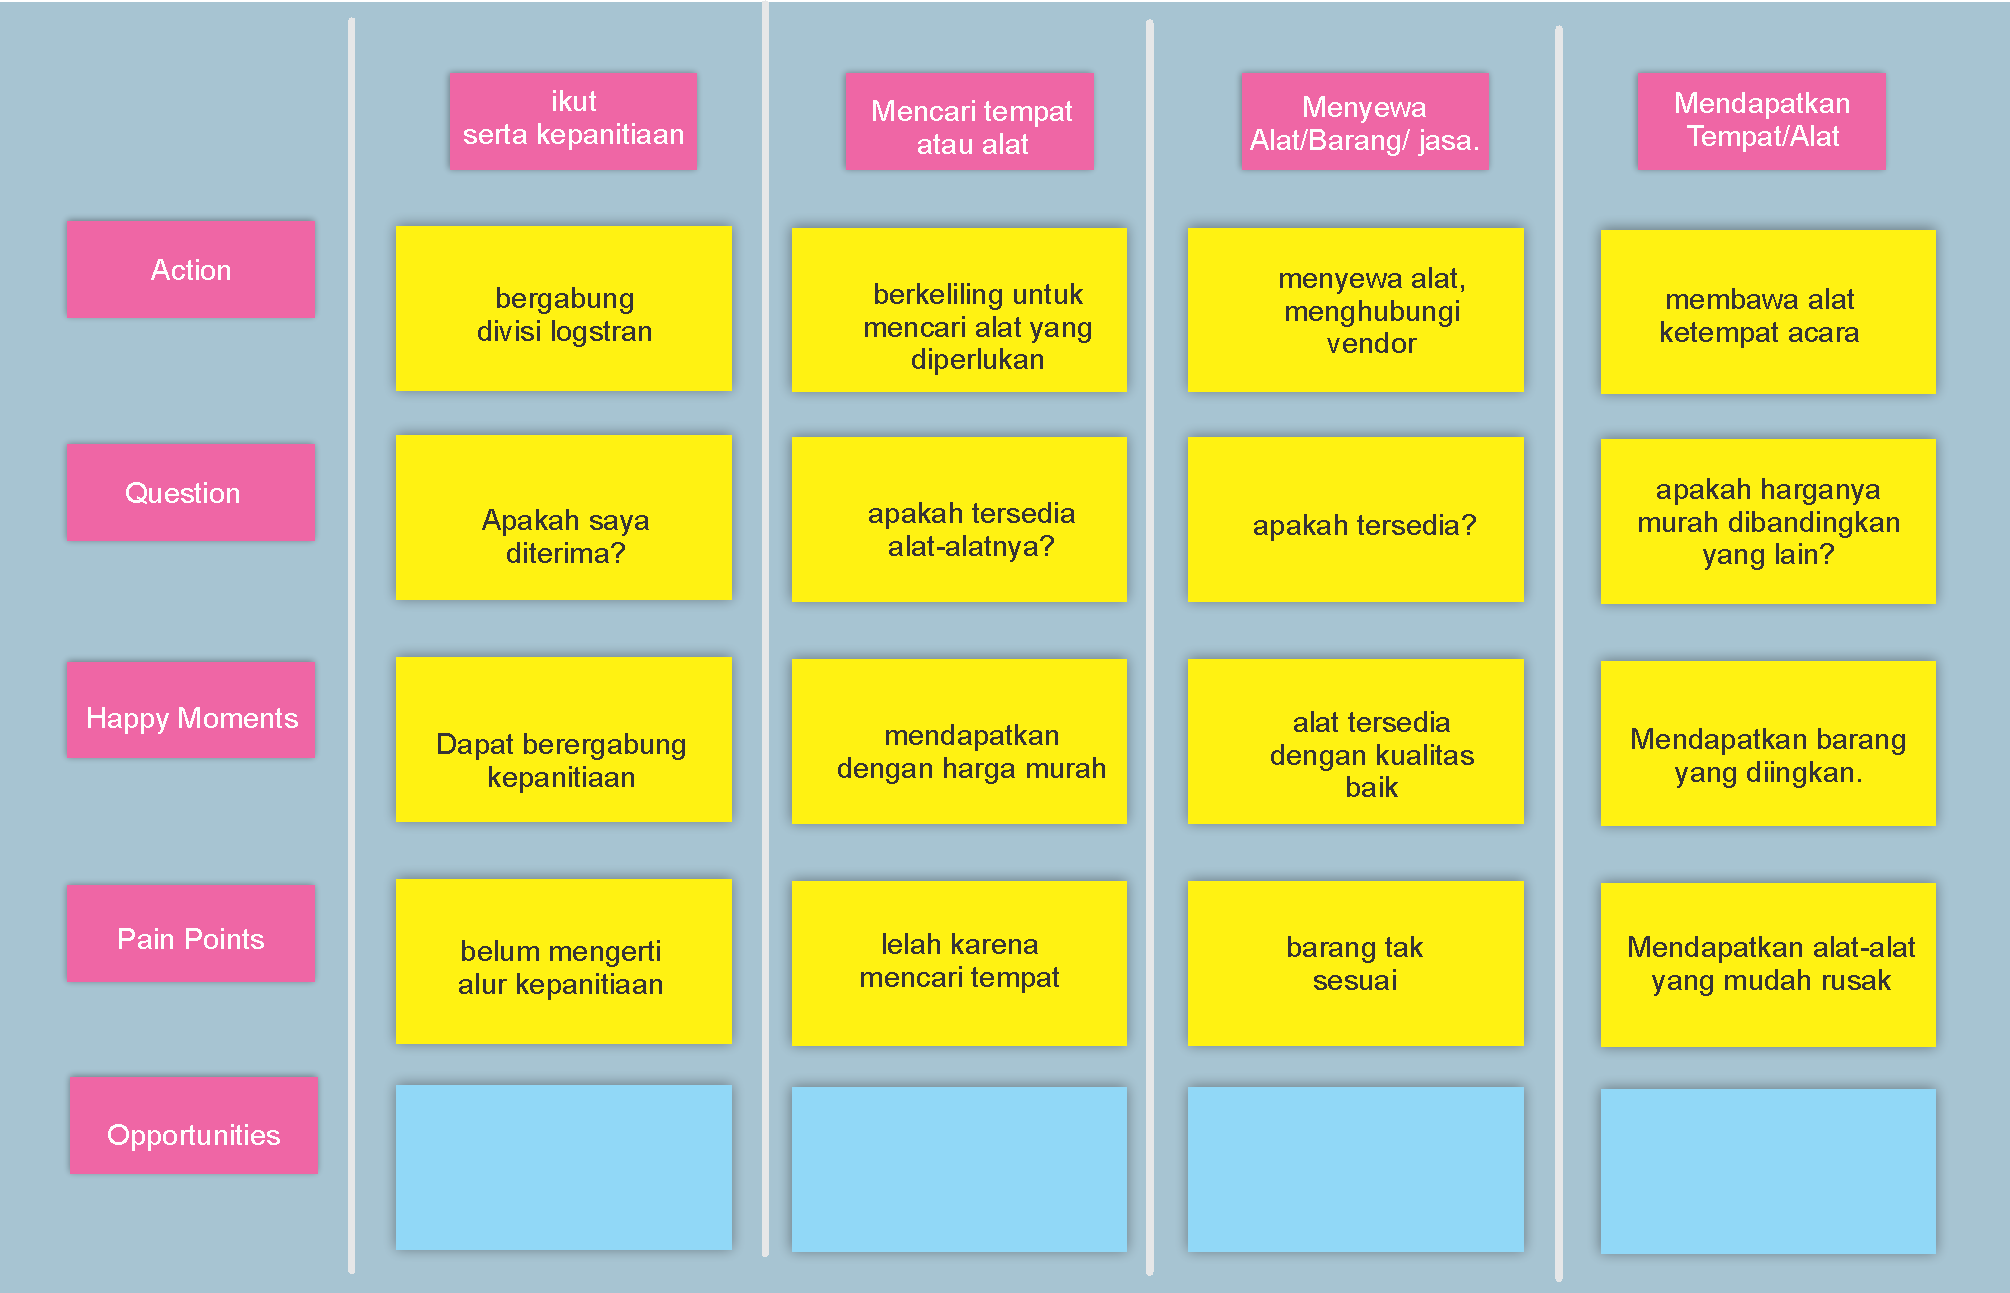 ikut
serta kepanitiaan
Mencari tempat
atau alat
Menyewa
Alat/Barang/ jasa.
Mendapatkan
Tempat/Alat
Action
bergabung
divisi logstran
berkeliling untuk
mencari alat yang
diperlukan
menyewa alat,
menghubungi
vendor
membawa alat
ketempat acara
Question
Apakah saya
diterima?
apakah tersedia
alat-alatnya?
apakah tersedia?
apakah harganya
murah dibandingkan
yang lain?
Happy Moments
Dapat berergabung
kepanitiaan
mendapatkan
dengan harga murah
alat tersedia
dengan kualitas
baik
Mendapatkan barang
yang diingkan.
Pain Points
belum mengerti
alur kepanitiaan
lelah karena
mencari tempat
barang tak
sesuai
Mendapatkan alat-alat
yang mudah rusak
Opportunities